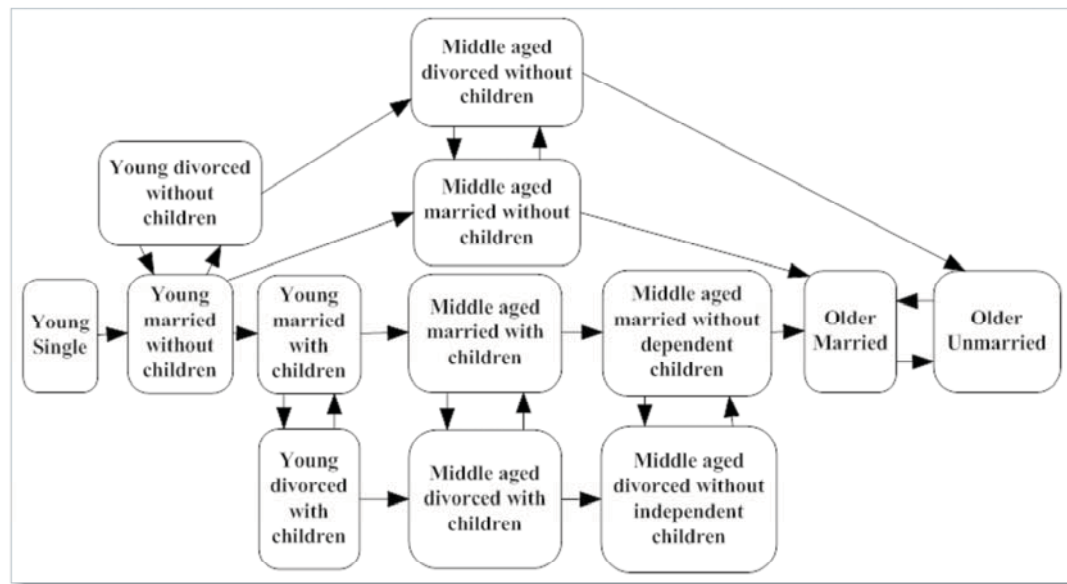 Middle aged
divorced without
children
Young divorced
without
children
Middle aged
married without
children
Young
Single
Young
married
without
children
Young
married
with
children
Middle aged
married with
children
Middle aged
married without
dependent
children
Older
Married
Older
Unmarried
Young
divorced
with
children
Middle aged
divorced with
children
Middle aged
divorced without
independent
children